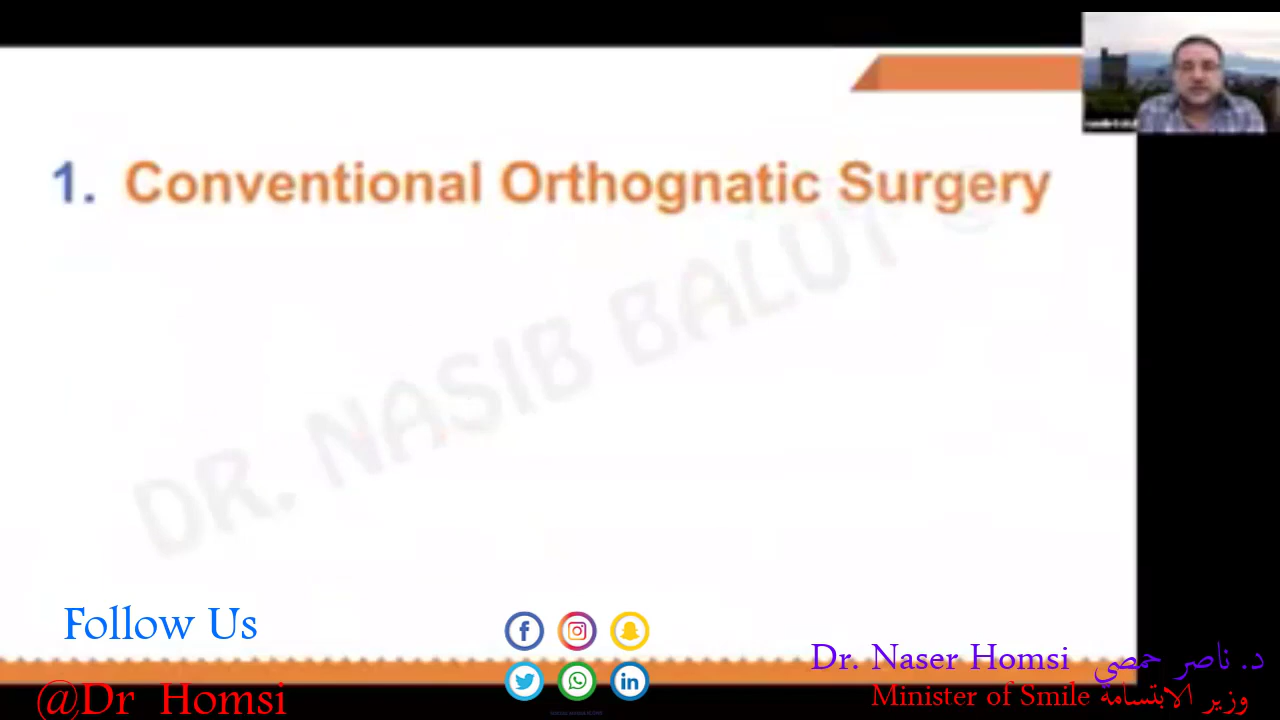 1. Conventional Orthognatic Surgery
DR. NASIB BALUT ©
Follow Us
@Dr Homsi
Dr. Naser Homsi د. ناصر حمصي
Minister of Smile وزير الابتسامة